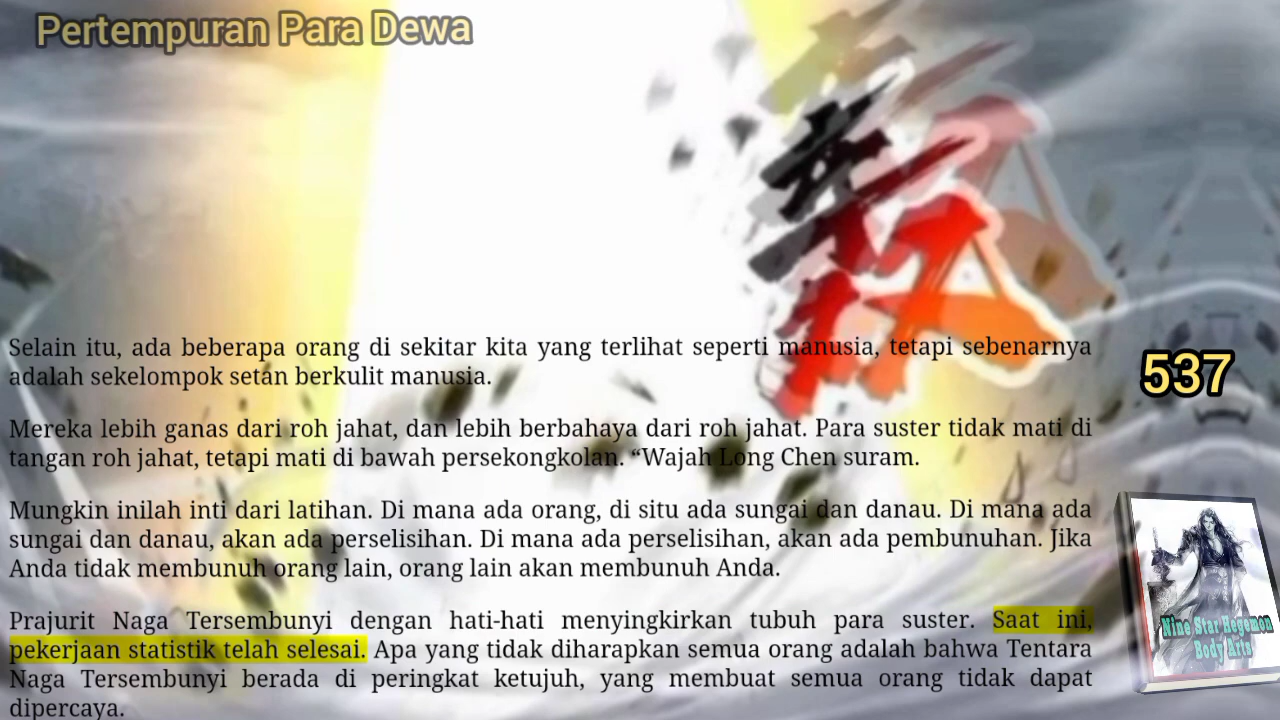 Pertempuran Para Dewa
Selain itu, ada beberapa orang di sekitar kita yang terlihat seperti manusia, tetapi sebenarnya
adalah sekelompok setan berkulit manusia.
Mereka lebih ganas dari roh jahat, dan lebih berbahaya dari roh jahat. Para suster tidak mati di
tangan roh jahat, tetapi mati di bawah persekongkolan. “Wajah Long Chen suram.
Mungkin inilah inti dari latihan. Di mana ada orang, di situ ada sungai dan danau. Di mana ada
sungai dan danau, akan ada perselisihan. Di mana ada perselisihan, akan ada pembunuhan. Jika
Anda tidak membunuh orang lain, orang lain akan membunuh Anda.
Prajurit Naga Tersembunyi dengan hati-hati menyingkirkan tubuh para suster. Saat ini,
pekerjaan statistik telah selesai. Apa yang tidak diharapkan semua orang adalah bahwa Tentara
Naga Tersembunyi berada di peringkat ketujuh, yang membuat semua orang tidak dapat
dipercaya.
537
Nine Star Hegemon
Body Arts